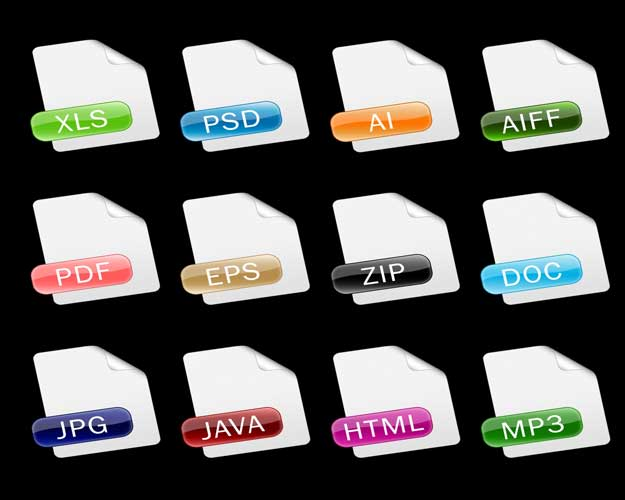 XLS
PSD
AI
AIFF
PDF
EPS
ZIP
DOC
JPG
JAVA
HTML
MP3